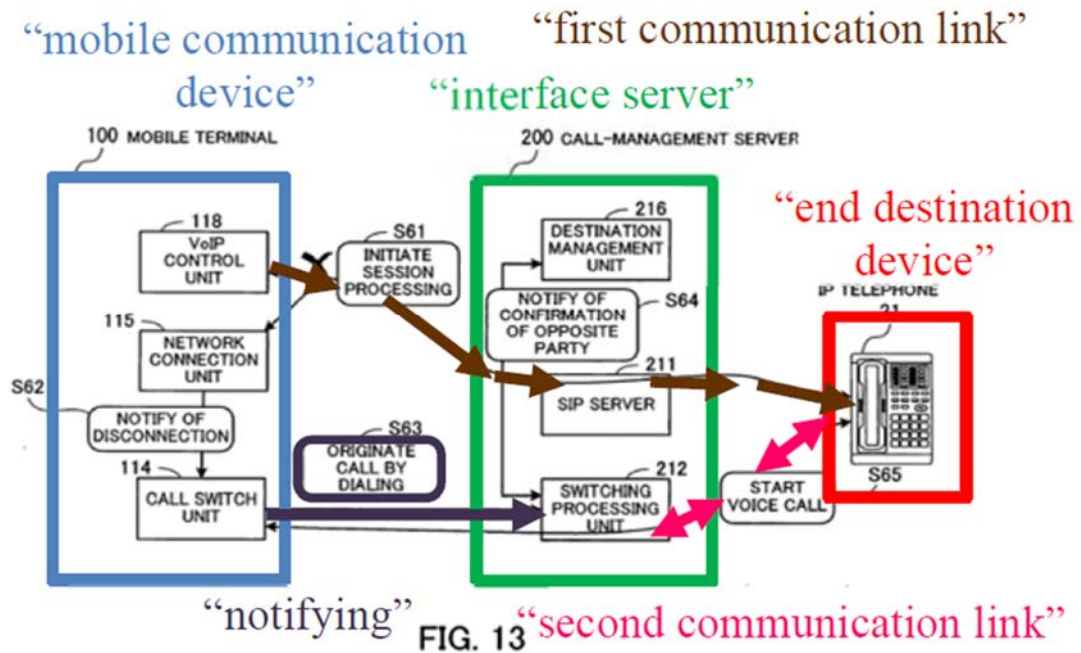 “mobile communication
device”
“first communication link”
“interface server”
100 MOBILE TERMINAL
200 CALL-MANAGEMENT SERVER
“end destination
device”
IP TELEPHONE
21
118
VoIP
CONTROL
UNIT
S61
INITIATE
SESSION
PROCESSING
216
DESTINATION
MANAGEMENT
UNIT
NOTIFY OF
CONFIRMATION
OF OPPOSITE
PARTY
S64
115
NETWORK
CONNECTION
UNIT
S62
NOTIFY OF
DISCONNECTION
211
SIP SERVER
S63
ORIGINATE
CALL BY
DIALING
114
CALL SWITCH
UNIT
212
SWITCHING
PROCESSING
UNIT
START
VOICE CALL
S65
“notifying”
FIG. 13
“second communication link”